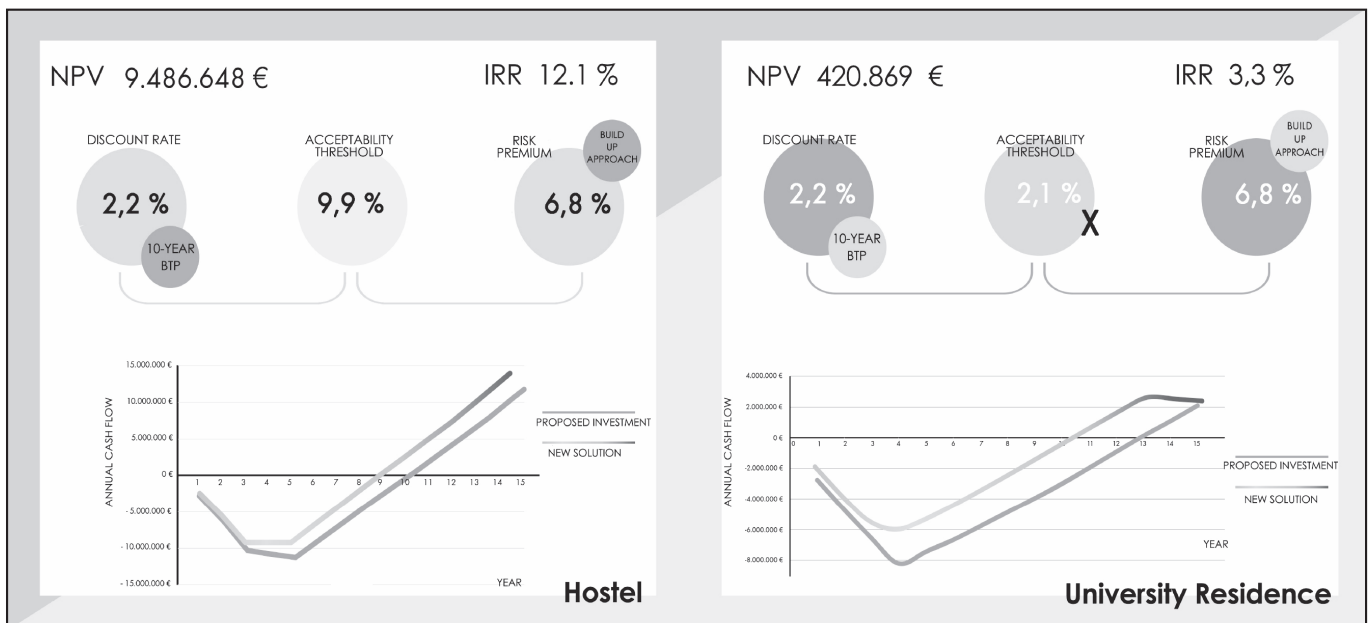 NPV 9.486.648 €
IRR 12.1 %
DISCOUNT RATE
2,2 %
10-YEAR
BTP
ACCEPTABILITY
THRESHOLD
9,9 %
RISK
PREMIUM
BUILD
UP
APPROACH
6,8 %
ANNUAL CASH FLOW
15.000.000 €
10.000.000 €
5.000.000 €
0 €
- 5.000.000 €
- 10.000.000 €
- 15.000.000 €
1 2 3 4 5 6 7 8 9 10 11 12 13 14 15
YEAR
PROPOSED INVESTMENT
NEW SOLUTION
Hostel
NPV 420.869 €
IRR 3,3 %
DISCOUNT RATE
2,2 %
10-YEAR
BTP
ACCEPTABILITY
THRESHOLD
2,1 %
X
RISK
PREMIUM
BUILD
UP
APPROACH
6,8 %
ANNUAL CASH FLOW
4.000.000 €
2.000.000 €
0 €
-2.000.000 €
-4.000.000 €
-6.000.000 €
-8.000.000 €
0 1 2 3 4 5 6 7 8 9 10 11 12 13 14 15
PROPOSED INVESTMENT
NEW SOLUTION
YEAR
University Residence